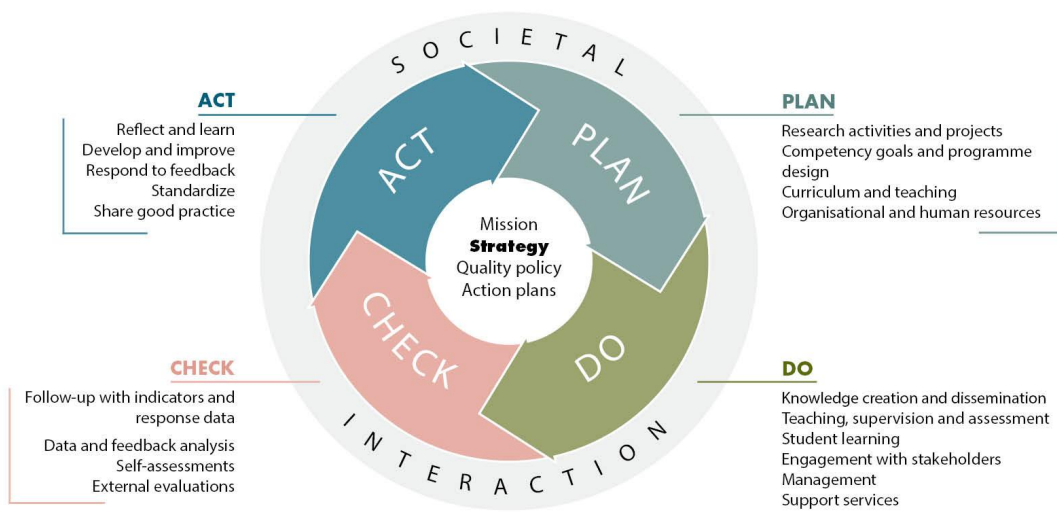 SOCIETAL
ACT
Reflect and learn
Develop and improve
Respond to feedback
Standardize
Share good practice
PLAN
Research activities and projects
Competency goals and programme
design
Curriculum and teaching
Organisational and human resources
ACT
PLAN
Mission
Strategy
Quality policy
Action plans
CHECK
DO
CHECK
Follow-up with indicators and
response data
Data and feedback analysis
Self-assessments
External evaluations
DO
Knowledge creation and dissemination
Teaching, supervision and assessment
Student learning
Engagement with stakeholders
Management
Support services
INTERACTION